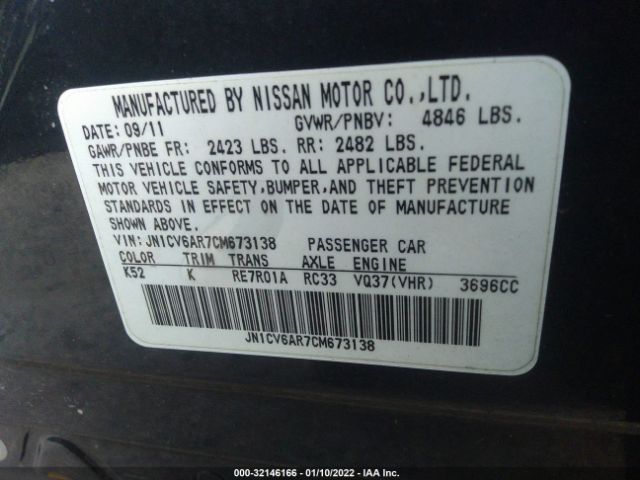 MANUFACTURED BY NISSAN MOTOR CO.,LTD.
DATE: 09/11 GVWR/PNBV: 4846 LBS.
GAWR/PNBE FR: 2423 LBS. RR: 2482 LBS.
THIS VEHICLE CONFORMS TO ALL APPLICABLE FEDERAL
MOTOR VEHICLE SAFETY,BUMPER,AND THEFT PREVENTION
STANDARDS IN EFFECT ON THE DATE OF MANUFACTURE
SHOWN ABOVE.
VIN: JN1CV6AR7CM673138 PASSENGER CAR
COLOR TRIM TRANS AXLE ENGINE
K52 K RE7R01A RC33 VQ37(VHR) 3696CC
JN1CV6AR7CM673138
000-32146166 - 01/10/2022 - IAA Inc.